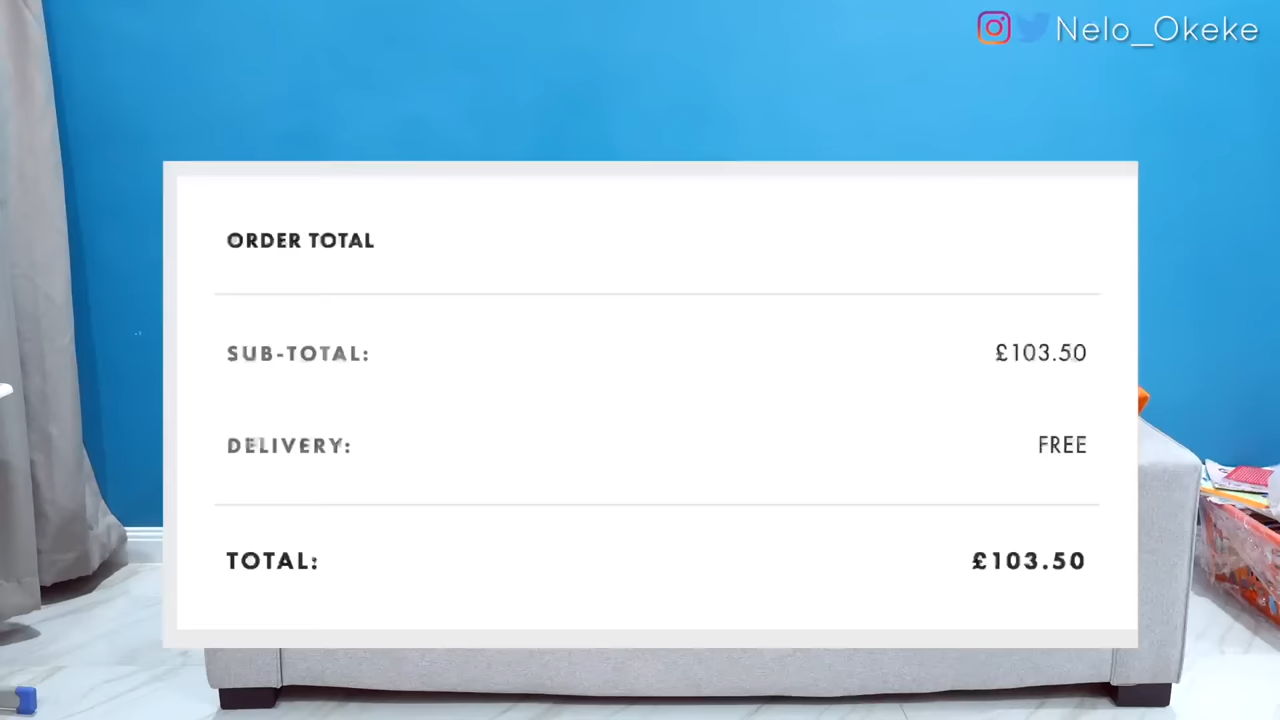 Nelo_Okeke
ORDER TOTAL
SUB-TOTAL: £103.50
DELIVERY: FREE
TOTAL: £103.50